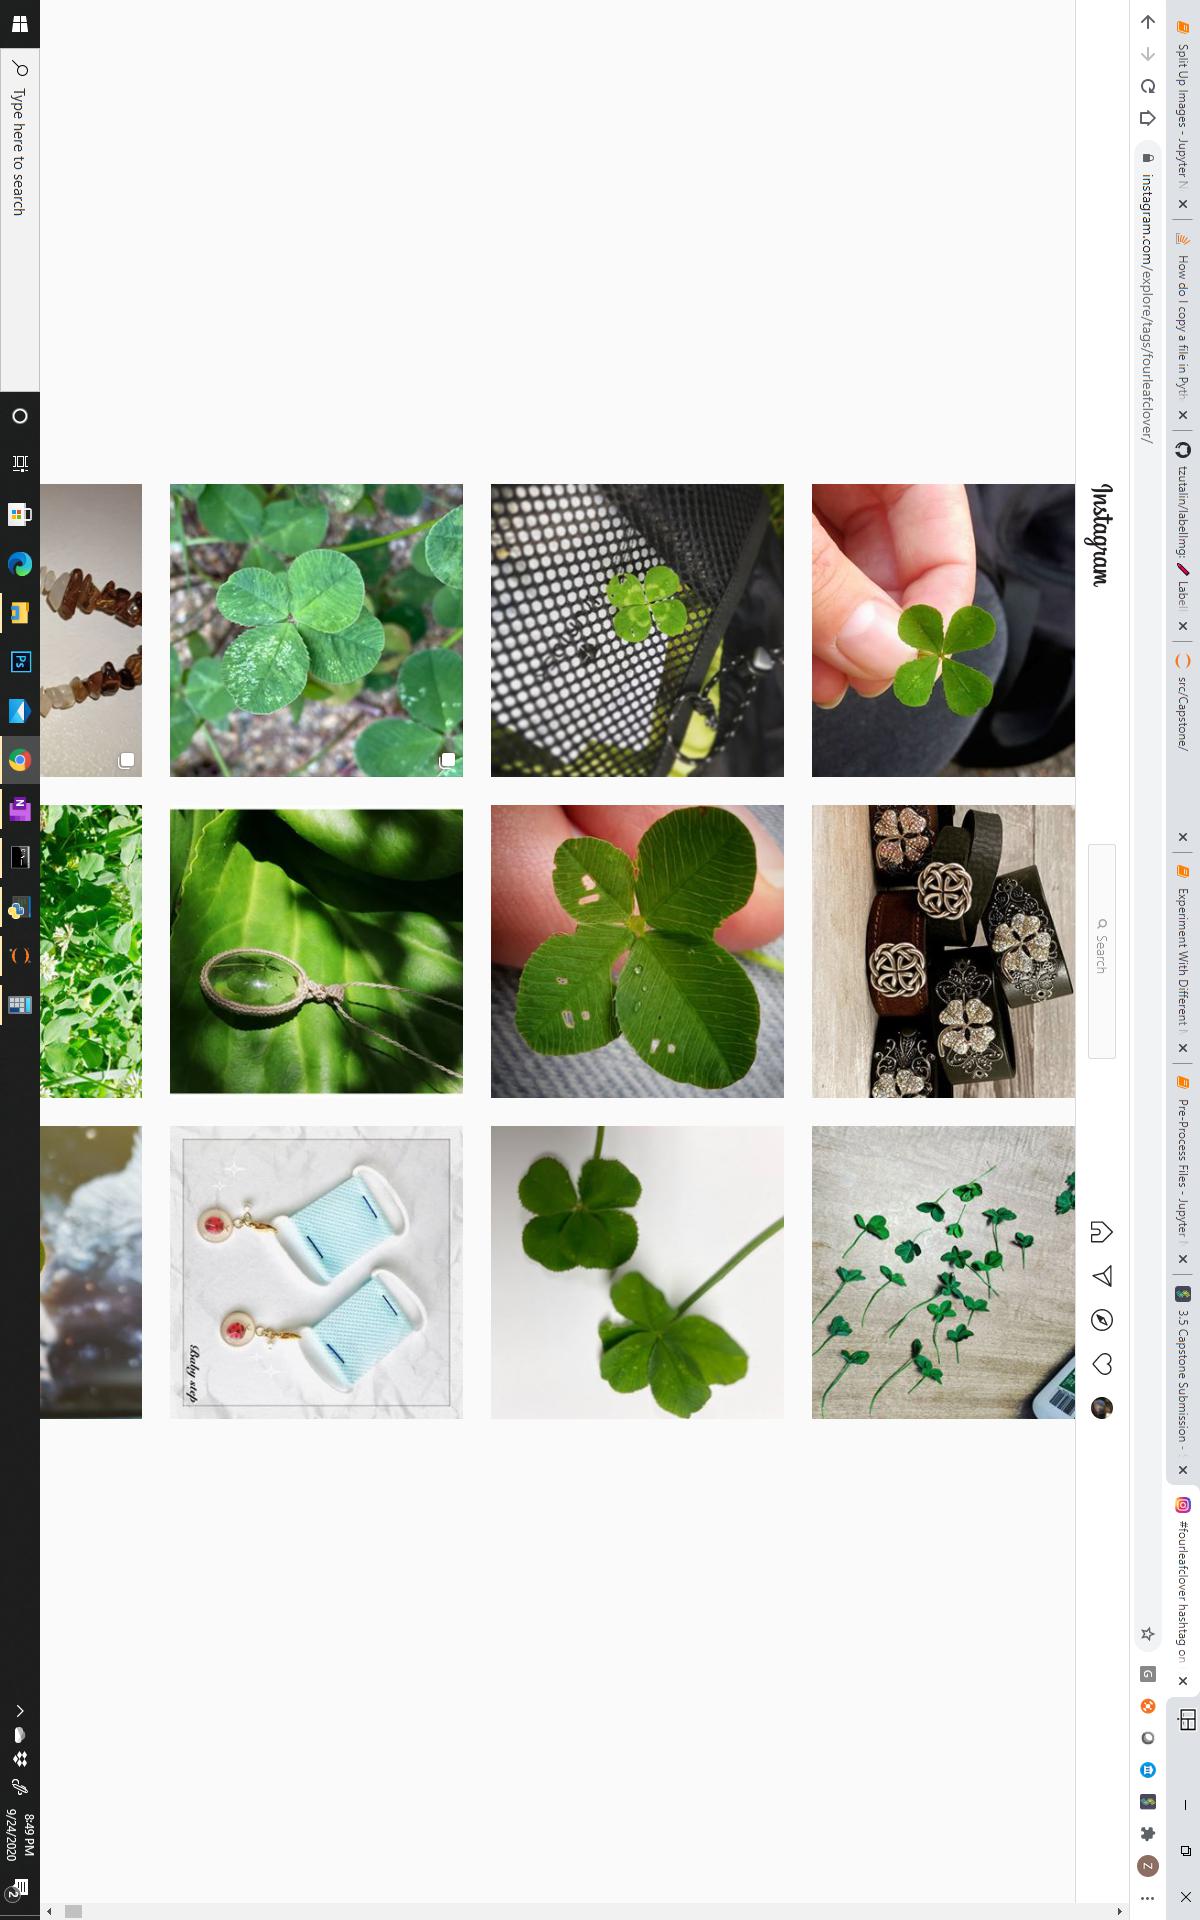 Split Up Images - Jupyter N
How do I copy a file in Pyth
tzutalin/labelImg: Label
src/Capstone/
Experiment With Different
Pre-Process Files - Jupyter
3.5 Capstone Submission -
#fourleafclover hashtag on
instagram.com/explore/tags/fourleafclover/
G
Z
Instagram
Search
Baby step
Type here to search
Ps
N
8:49 PM
9/24/2020
2